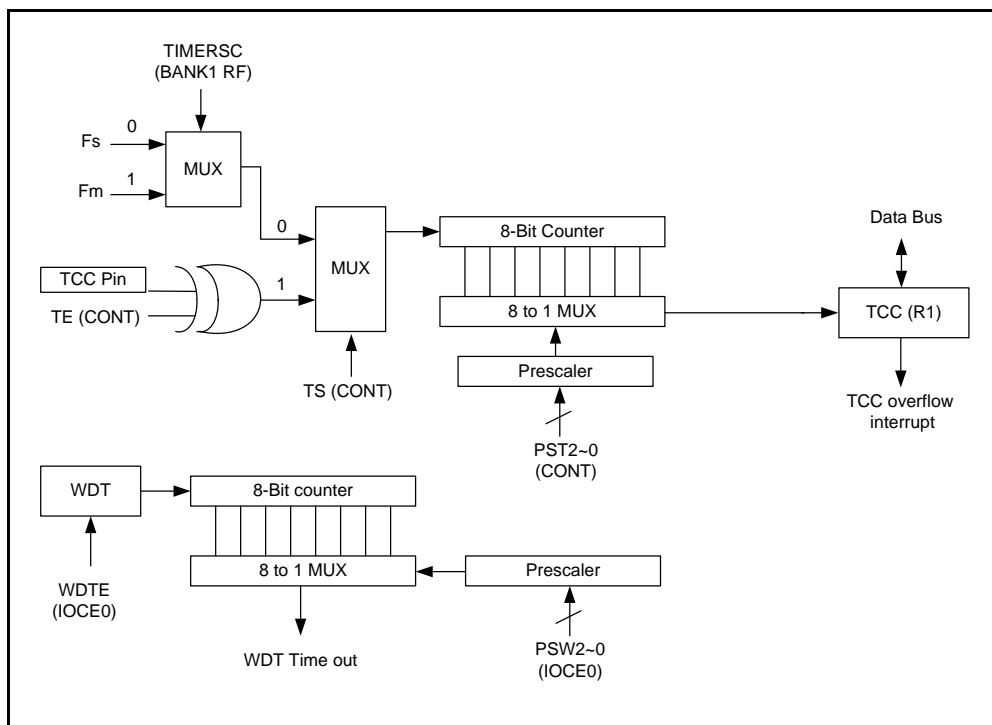 TIMERSC
(BANK1 RF)
Fs
0
Fm
1
MUX
0
TCC Pin
TE (CONT)
1
MUX
TS (CONT)
8-Bit Counter
8 to 1 MUX
Prescaler
PST2~0
(CONT)
Data Bus
TCC (R1)
TCC overflow
interrupt
WDT
WDTE
(IOCE0)
8-Bit counter
8 to 1 MUX
WDT Time out
Prescaler
PSW2~0
(IOCE0)